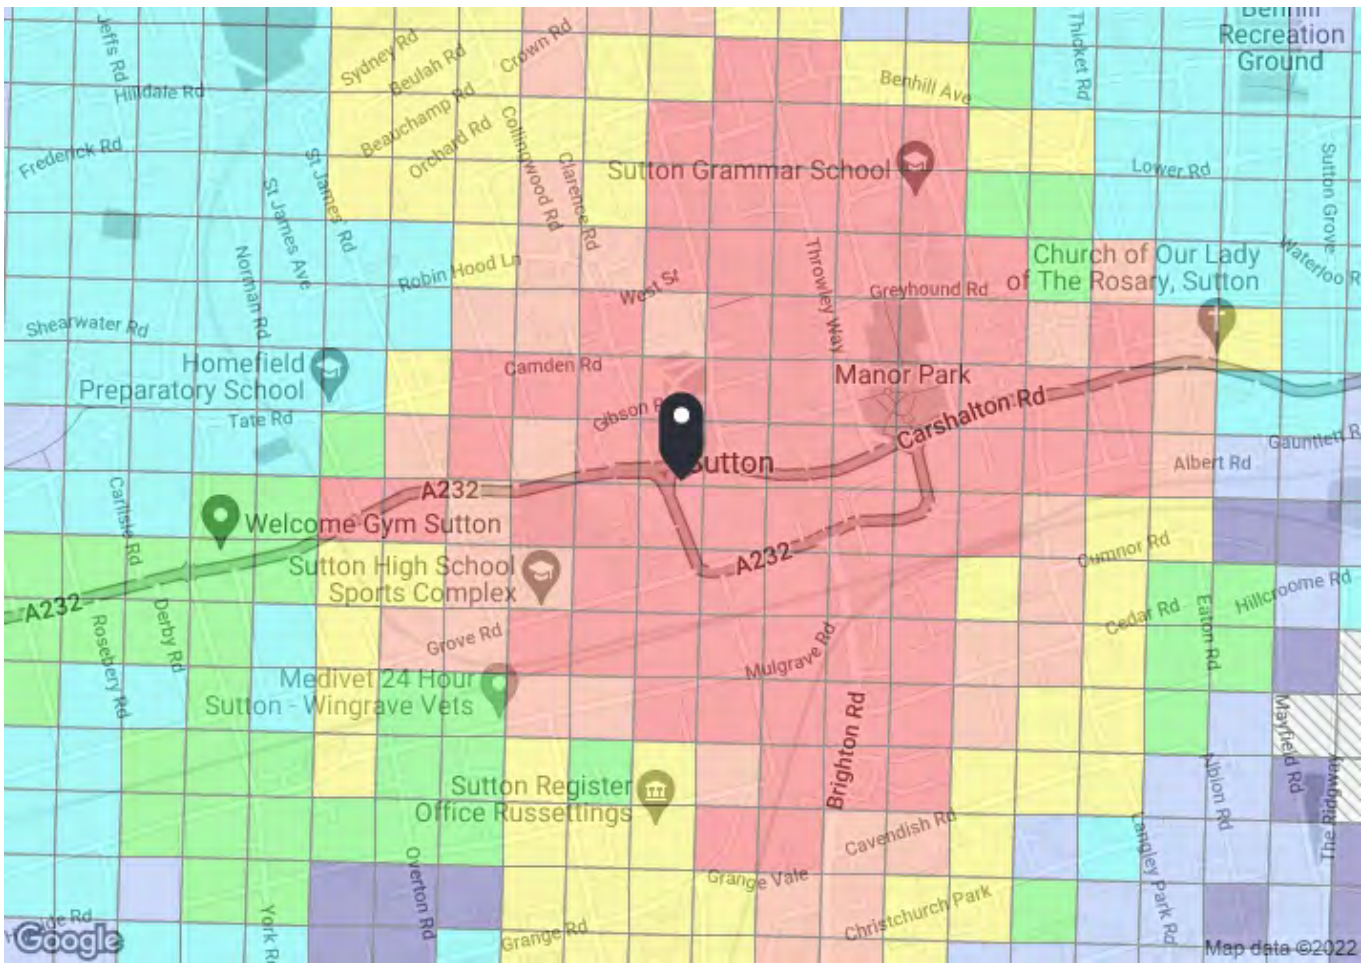 Jeffs Rd
Hilldale Rd
Frederick Rd
Sydney Rd
Beulah Rd
Crown Rd
Beauchamp Rd
Orchard Rd
Collingwood Rd
Clarence Rd
St James' Rd
St James Ave
Norman Rd
Robin Hood Ln
West St
Benhill Ave
Thicket Rd
Benhill
Recreation
Ground
Sutton Grammar School
Lower Rd
Sutton Grove
Throwley Way
Greyhound Rd
Church of Our Lady
of The Rosary, Sutton
Shearwater Rd
Homefield
Preparatory School
Tate Rd
Camden Rd
Manor Park
Carshalton Rd
Sutton
Gauntlett R
Albert Rd
A232
Carlisle Rd
Welcome Gym Sutton
Sutton High School
Sports Complex
A232
Cumnor Rd
Hillcroome Rd
A232
Derby Rd
Rosebery Rd
Grove Rd
Mulgrave Rd
Cedar Rd
Eaton Rd
Medivet 24 Hour
Sutton - Wingrave Vets
Brighton Rd
Mayfield Rd
The Ridgway
Albion Rd
Sutton Register
Office Russettings
Cavendish Rd
Langley Park Rd
Overton Rd
Grange Vale
Christchurch Park
Grange Rd
York R
Google
Map data ©2022